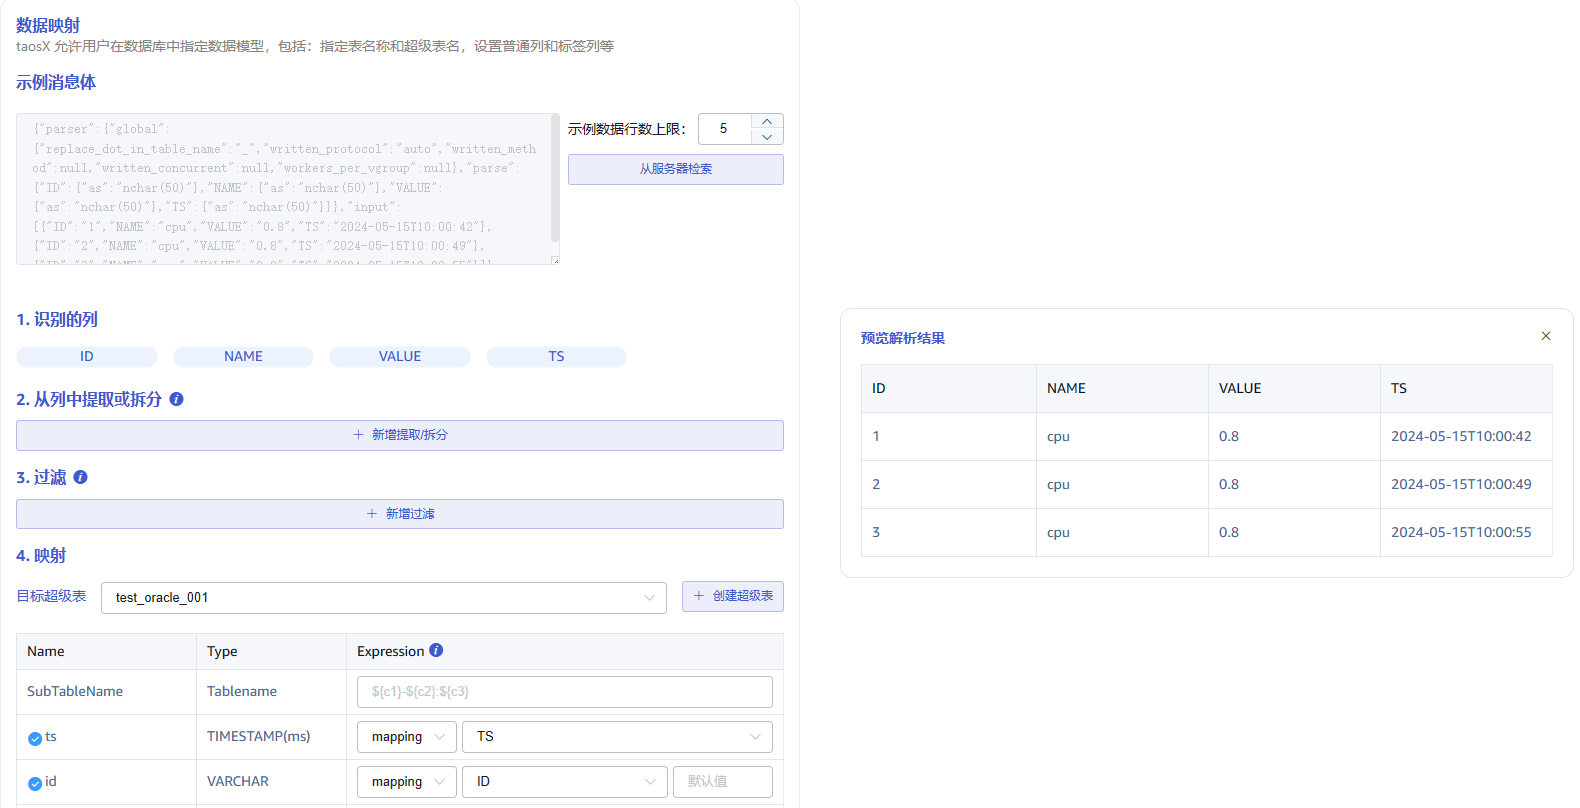 数据映射
taosX 允许用户在数据库中指定数据模型，包括：指定表名称和超级表名，设置普通列和标签列等
示例消息体
{"parser":{"global":
{"replace_dot_in_table_name":"_","written_protocol":"auto","written_meth
od":null,"written_concurrent":null,"workers_per_vgroup":null},"parse":
{"ID":{"as":"nchar(50)"},"NAME":{"as":"nchar(50)"},"VALUE":
{"as":"nchar(50)"},"TS":{"as":"nchar(50)"}}},"input":
[{"ID":"1","NAME":"cpu","VALUE":"0.8","TS":"2024-05-15T10:00:42"},
{"ID":"2","NAME":"cpu","VALUE":"0.8","TS":"2024-05-15T10:00:49"},
示例数据行数上限： 5
从服务器检索
1. 识别的列
ID NAME VALUE TS
2. 从列中提取或拆分
+ 新增提取/拆分
3. 过滤
+ 新增过滤
4. 映射
目标超级表 test_oracle_001 + 创建超级表
Name Type Expression
SubTableName Tablename ${c1}-${c2}:${c3}
ts TIMESTAMP(ms) mapping TS
id VARCHAR mapping ID 默认值
预览解析结果
ID NAME VALUE TS
1 cpu 0.8 2024-05-15T10:00:42
2 cpu 0.8 2024-05-15T10:00:49
3 cpu 0.8 2024-05-15T10:00:55